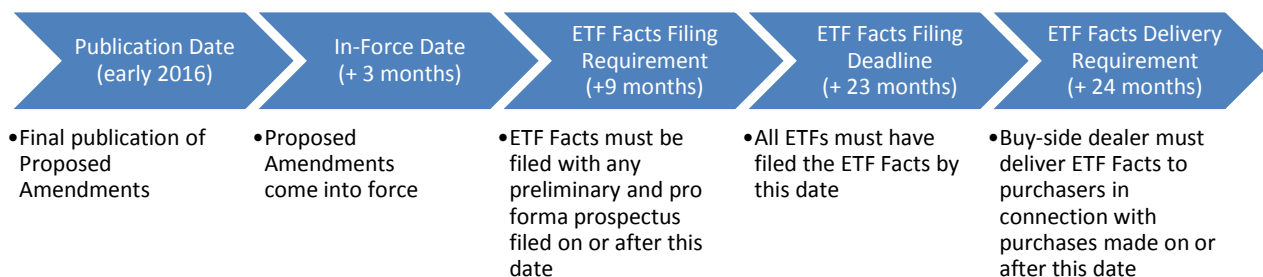 Publication Date
(early 2016)
In-Force Date
(+ 3 months)
ETF Facts Filing
Requirement
(+9 months)
ETF Facts Filing
Deadline
(+ 23 months)
ETF Facts Delivery
Requirement
(+ 24 months)
•Final publication of
Proposed
Amendments
•Proposed
Amendments
come into force
•ETF Facts must be
filed with any
preliminary and pro
forma prospectus
filed on or after this
date
•All ETFs must have
filed the ETF Facts by
this date
•Buy-side dealer must
deliver ETF Facts to
purchasers in
connection with
purchases made on or
after this date